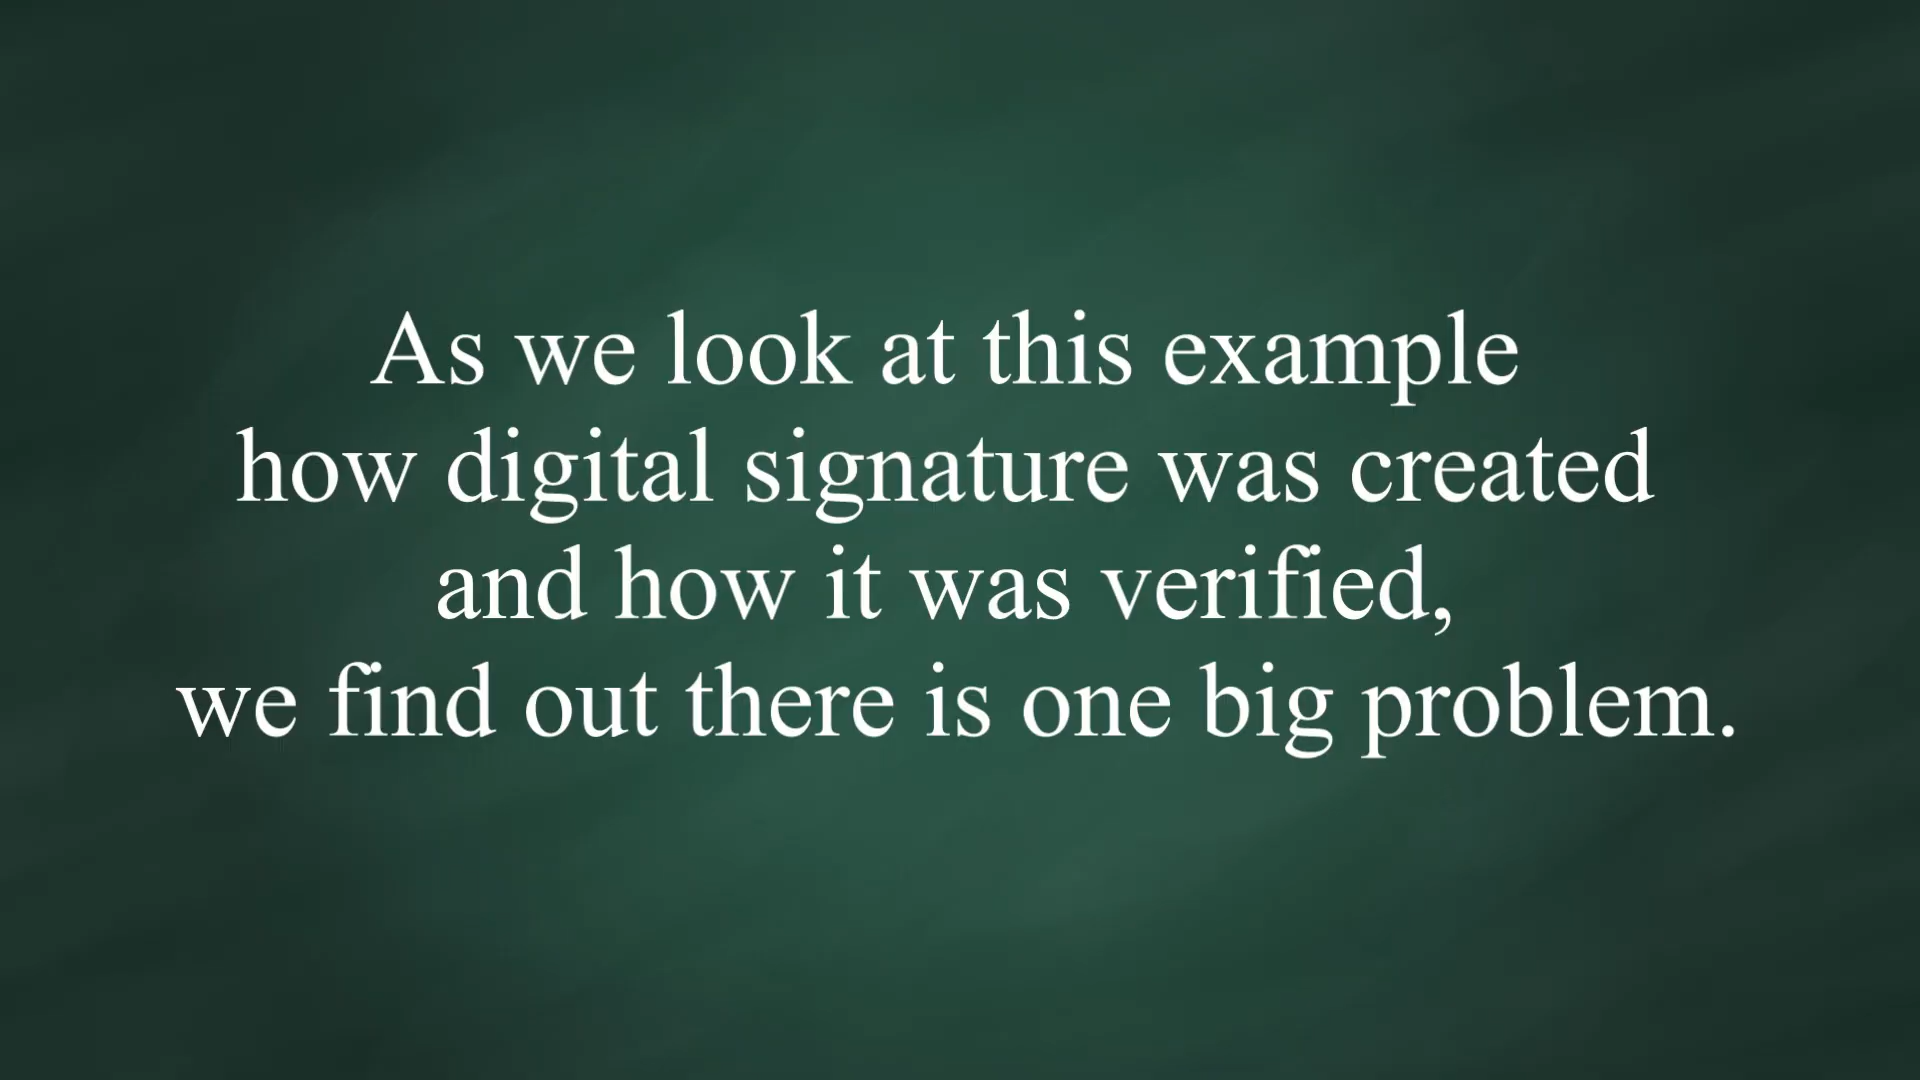 As we look at this example
how digital signature was created
and how it was verified,
we find out there is one big problem.